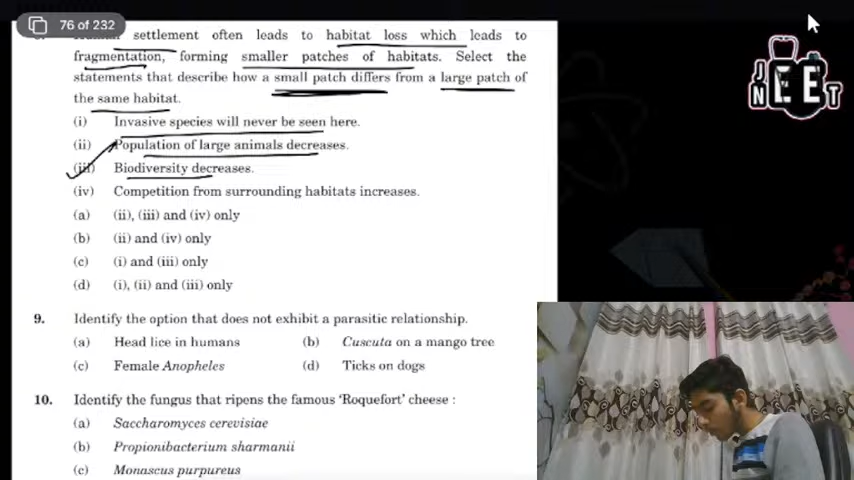 76 of 232
settlement often leads to habitat loss which leads to
fragmentation, forming smaller patches of habitats. Select the
statements that describe how a small patch differs from a large patch of
the same habitat.
(i) Invasive species will never be seen here.
(ii) Population of large animals decreases.
(iii) Biodiversity decreases.
(iv) Competition from surrounding habitats increases.
(a) (ii), (iii) and (iv) only
(b) (ii) and (iv) only
(c) (i) and (iii) only
(d) (i), (ii) and (iii) only
9. Identify the option that does not exhibit a parasitic relationship.
(a) Head lice in humans (b) Cuscuta on a mango tree
(c) Female Anopheles (d) Ticks on dogs
10. Identify the fungus that ripens the famous 'Roquefort' cheese :
(a) Saccharomyces cerevisiae
(b) Propionibacterium sharmanii
(c) Monascus purpureus
J
NEET